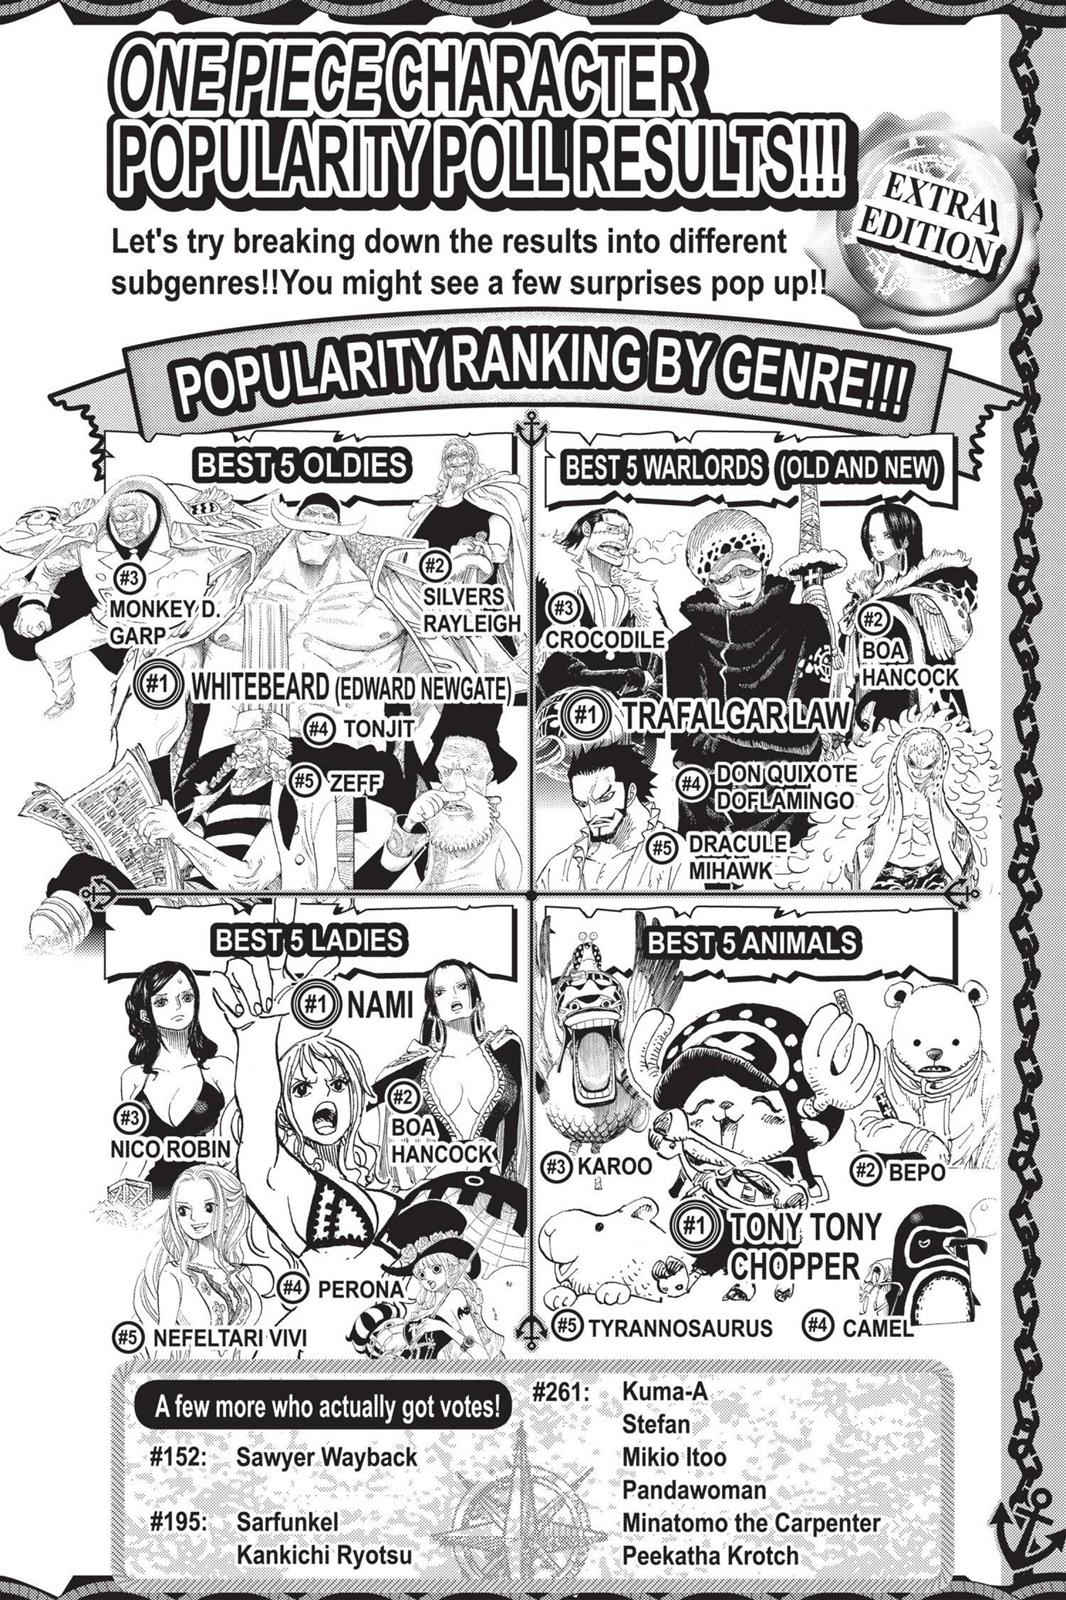 ONE PIECE CHARACTER
POPULARITY POLL RESULTS!!!
EXTRA
EDITION
Let's try breaking down the results into different
subgenres!!You might see a few surprises pop up!!
POPULARITY RANKING BY GENRE!!!
BEST 5 OLDIES
#3
MONKEY D.
GARP
#2
SILVERS
RAYLEIGH
#1 WHITEBEARD (EDWARD NEWGATE)
#4 TONJIT
#5 ZEFF
BEST 5 WARLORDS (OLD AND NEW)
#3
CROCODILE
#2
BOA
HANCOCK
#1 TRAFALGAR LAW
#4 DON QUIXOTE
DOFLAMINGO
#5 DRACULE
MIHAWK
BEST 5 LADIES
#1 NAMI
#3
NICO ROBIN
#2
BOA
HANCOCK
#4 PERONA
#5 NEFELTARI VIVI
BEST 5 ANIMALS
#3 KAROO
#2 BEPO
#1 TONY TONY
CHOPPER
#5 TYRANNOSAURUS
#4 CAMEL
A few more who actually got votes!
#152: Sawyer Wayback
#195: Sarfunkel
Kankichi Ryotsu
#261: Kuma-A
Stefan
Mikio Itoo
Pandawoman
Minatomo the Carpenter
Peekatha Krotch